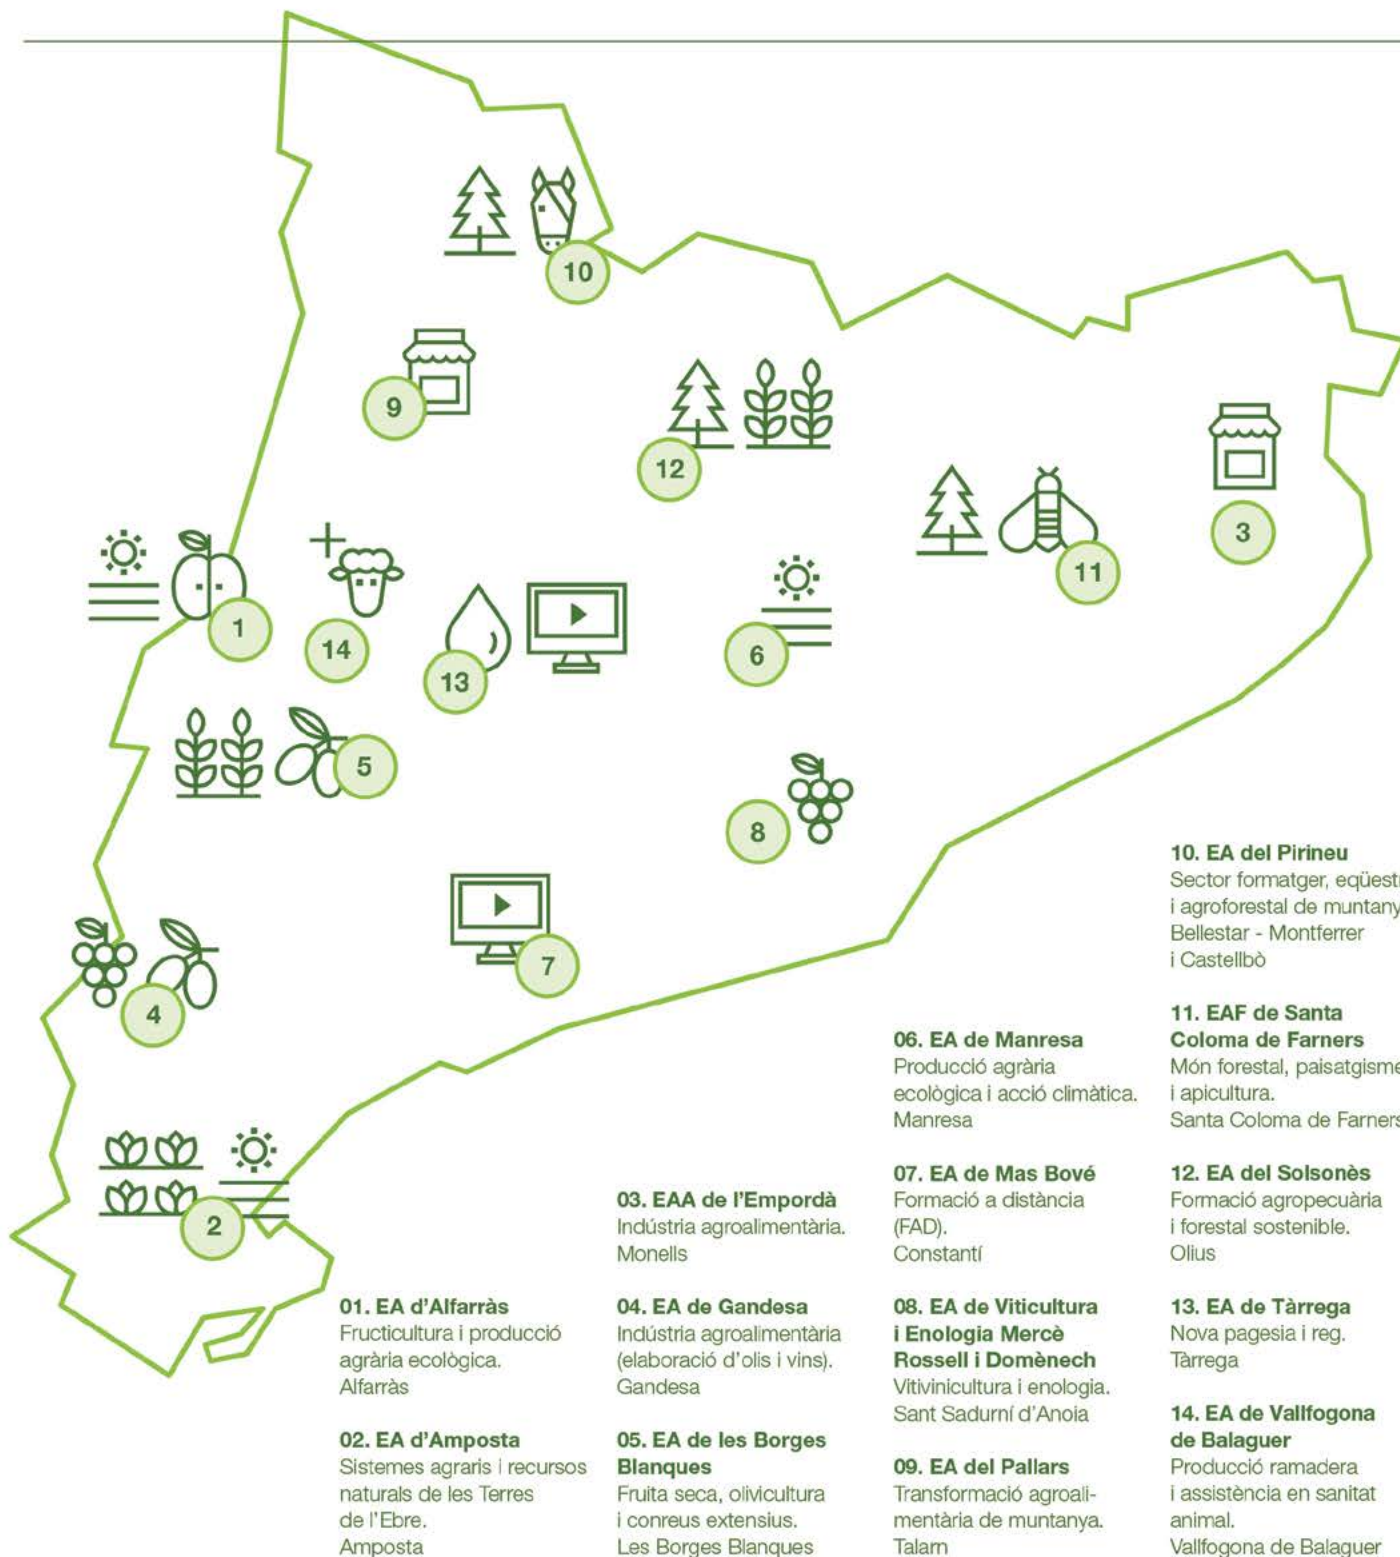 10
9
12
3
11
1
14
13
6
5
8
7
4
2
01. EA d'Alfarràs
Fructicultura i producció
agrària ecològica.
Alfarràs
02. EA d'Amposta
Sistemes agraris i recursos
naturals de les Terres
de l'Ebre.
Amposta
03. EAA de l'Empordà
Indústria agroalimentària.
Monells
04. EA de Gandesa
Indústria agroalimentària
(elaboració d'olis i vins).
Gandesa
05. EA de les Borges
Blanques
Fruita seca, olivicultura
i conreus extensius.
Les Borges Blanques
06. EA de Manresa
Producció agrària
ecològica i acció climàtica.
Manresa
07. EA de Mas Bové
Formació a distància
(FAD).
Constantí
08. EA de Viticultura
i Enologia Mercè
Rossell i Domènech
Vitivinicultura i enologia.
Sant Sadurní d'Anoia
09. EA del Pallars
Transformació agroali-
mentària de muntanya.
Talarn
10. EA del Pirineu
Sector formatger, eqüest
i agroforestal de muntany
Bellestar - Montferrer
i Castellbò
11. EAF de Santa
Coloma de Farners
Món forestal, paisatgisme
i apicultura.
Santa Coloma de Farners
12. EA del Solsonès
Formació agropecuària
i forestal sostenible.
Olius
13. EA de Tàrrega
Nova pagesia i reg.
Tàrrega
14. EA de Vallfogona
de Balaguer
Producció ramadera
i assistència en sanitat
animal.
Vallfogona de Balaguer